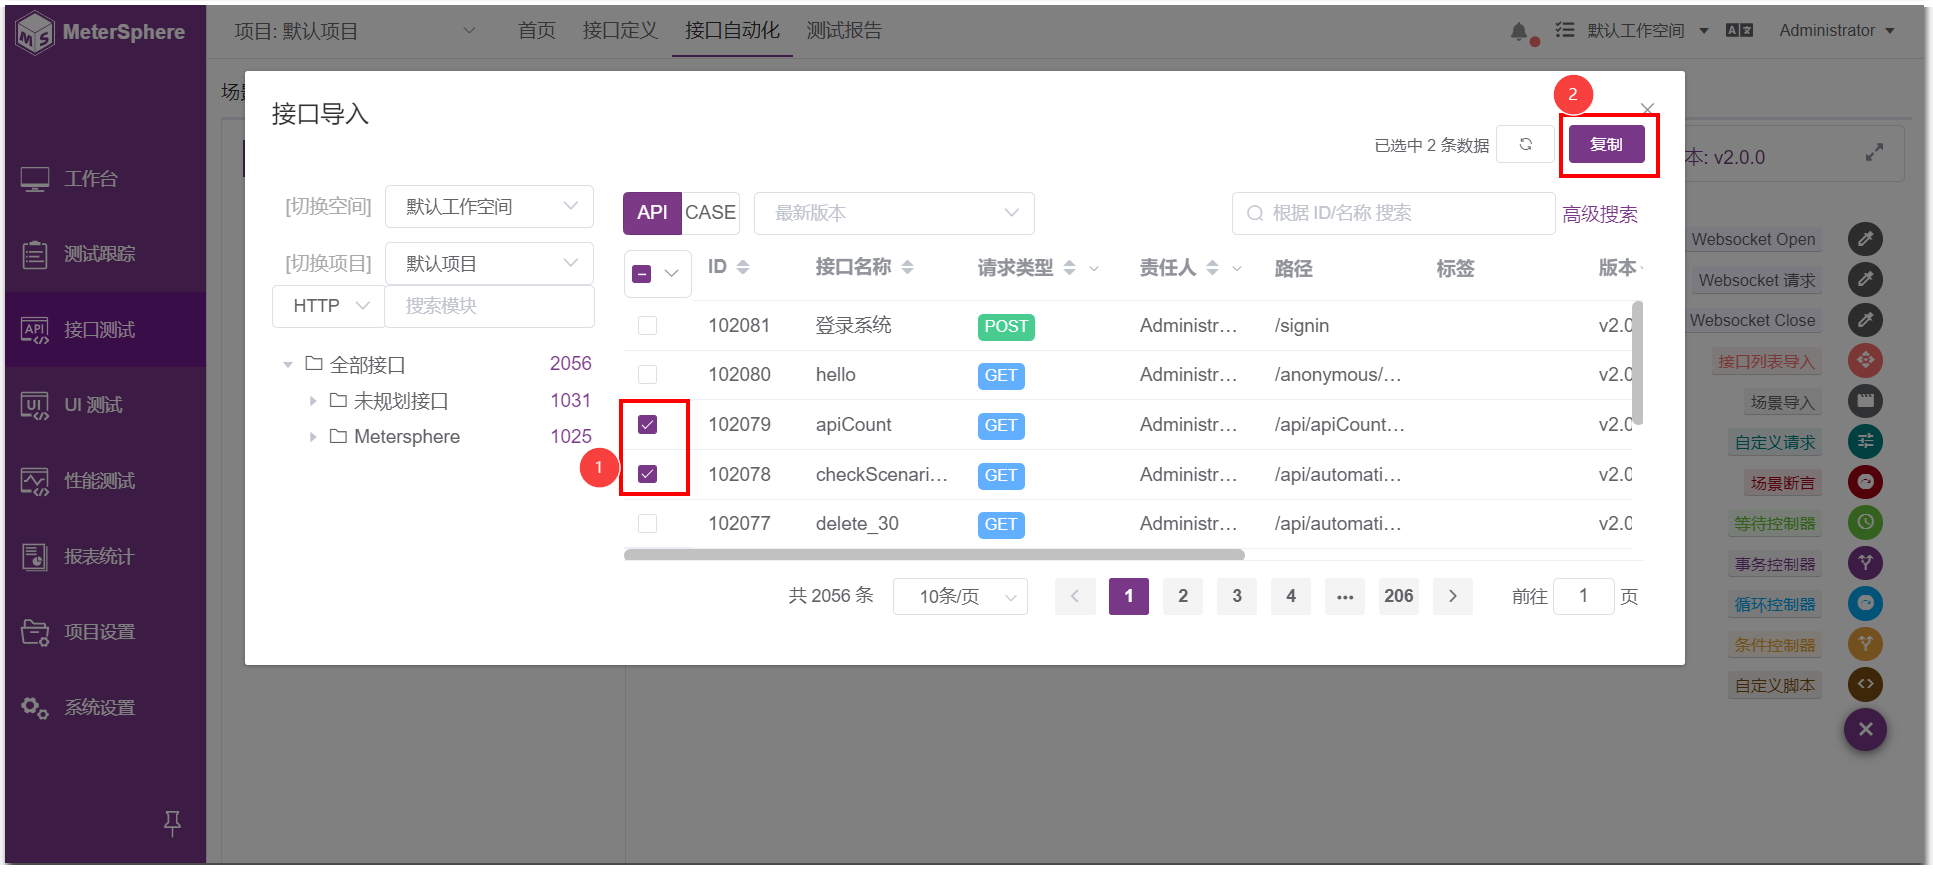 MeterSphere
项目: 默认项目
首页
接口定义
接口自动化
测试报告
默认工作空间
Administrator
工作台
测试跟踪
接口测试
UI 测试
性能测试
报表统计
项目设置
系统设置
接口导入
2
已选中 2 条数据
复制
本: v2.0.0
[切换空间]
默认工作空间
API
CASE
最新版本
根据 ID/名称 搜索
高级搜索
[切换项目]
默认项目
HTTP
搜索模块
全部接口 2056
未规划接口 1031
Metersphere 1025
1
ID 接口名称 请求类型 责任人 路径 标签 版本
102081 登录系统 POST Administr... /signin v2.0
102080 hello GET Administr... /anonymous/... v2.0
102079 apiCount GET Administr... /api/apiCount... v2.0
102078 checkScenari... GET Administr... /api/automati... v2.0
102077 delete_30 GET Administr... /api/automati... v2.0
共 2056 条
10条/页
1 2 3 4 ... 206
前往 1 页
Websocket Open
Websocket 请求
Websocket Close
接口列表导入
场景导入
自定义请求
场景断言
等待控制器
事务控制器
循环控制器
条件控制器
自定义脚本